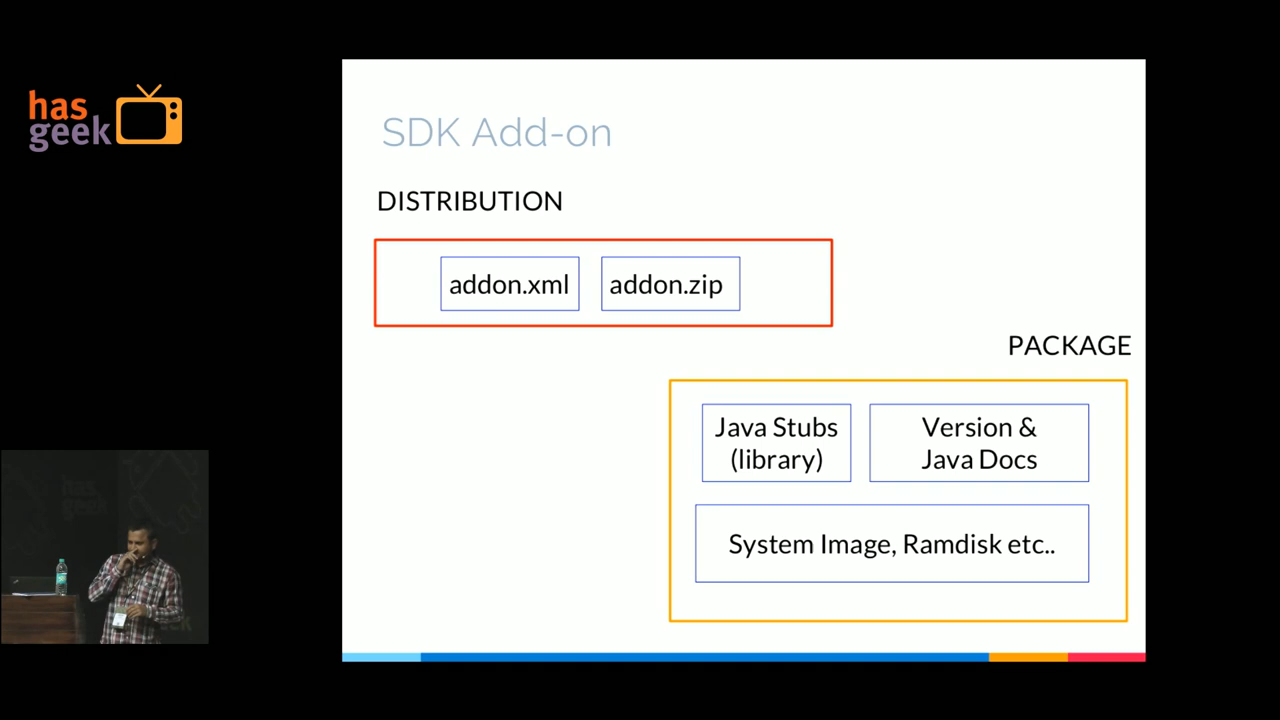 has
geek
SDK Add-on
DISTRIBUTION
addon.xml
addon.zip
PACKAGE
Java Stubs
(library)
Version &
Java Docs
System Image, Ramdisk etc..